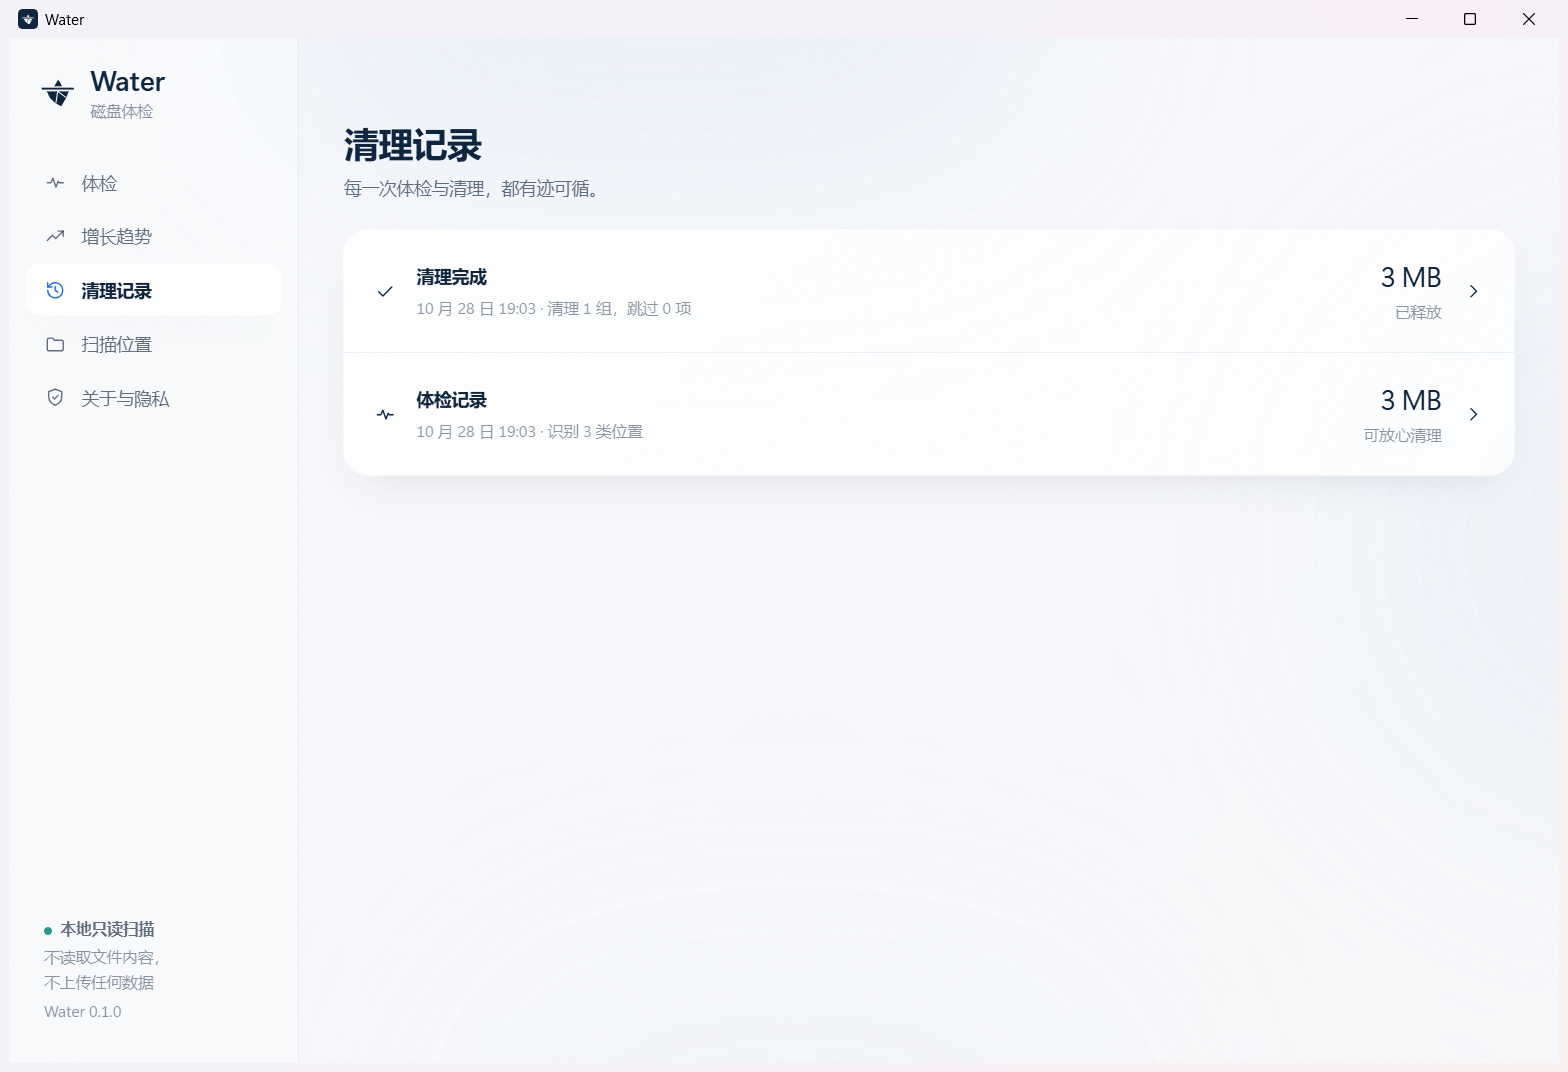 Water
Water
磁盘体检
体检
增长趋势
清理记录
扫描位置
关于与隐私
本地只读扫描
不读取文件内容，
不上传任何数据
Water 0.1.0
清理记录
每一次体检与清理，都有迹可循。
清理完成
10 月 28 日 19:03 · 清理 1 组，跳过 0 项
3 MB
已释放
体检记录
10 月 28 日 19:03 · 识别 3 类位置
3 MB
可放心清理